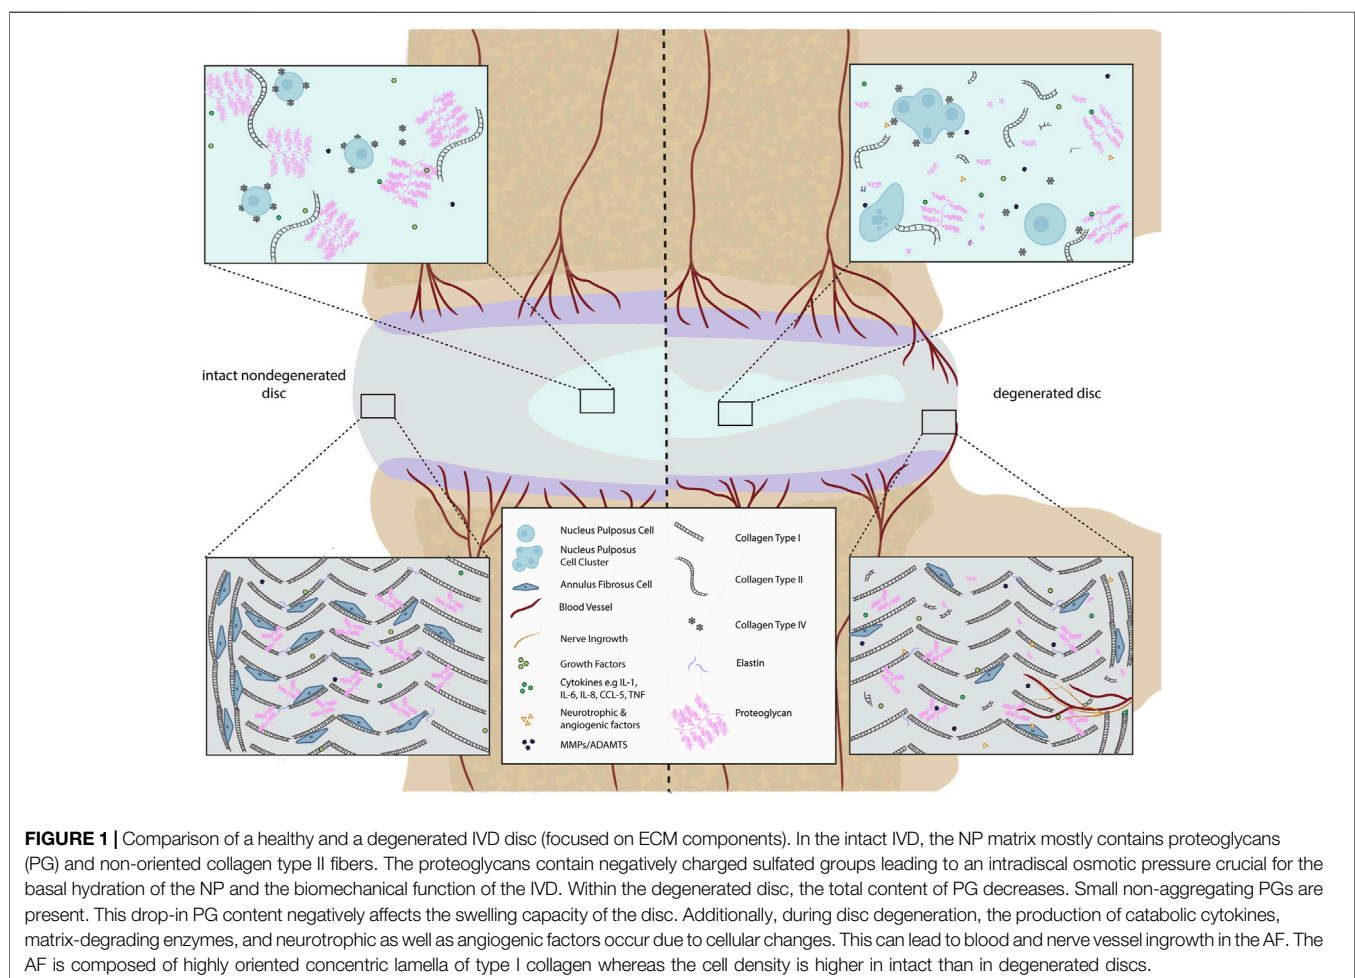 intact nondegenerated
disc
degenerated disc
Nucleus Pulposus Cell
Nucleus Pulposus
Cell Cluster
Annulus Fibrosus Cell
Blood Vessel
Nerve Ingrowth
Growth Factors
Cytokines e.g IL-1,
IL-6, IL-8, CCL-5, TNF
Neurotrophic &
angiogenic factors
MMPs/ADAMTS
Collagen Type I
Collagen Type II
Collagen Type IV
Elastin
Proteoglycan
FIGURE 1 | Comparison of a healthy and a degenerated IVD disc (focused on ECM components). In the intact IVD, the NP matrix mostly contains proteoglycans
(PG) and non-oriented collagen type II fibers. The proteoglycans contain negatively charged sulfated groups leading to an intradiscal osmotic pressure crucial for the
basal hydration of the NP and the biomechanical function of the IVD. Within the degenerated disc, the total content of PG decreases. Small non-aggregating PGs are
present. This drop-in PG content negatively affects the swelling capacity of the disc. Additionally, during disc degeneration, the production of catabolic cytokines,
matrix-degrading enzymes, and neurotrophic as well as angiogenic factors occur due to cellular changes. This can lead to blood and nerve vessel ingrowth in the AF. The
AF is composed of highly oriented concentric lamella of type I collagen whereas the cell density is higher in intact than in degenerated discs.